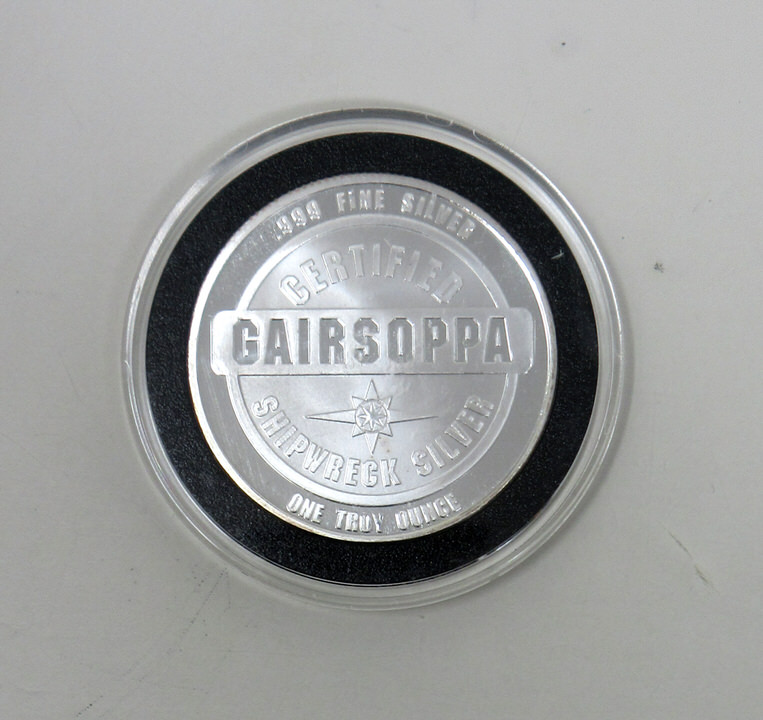 .999 FINE SILVER
CERTIFIED
GAIRSOPPA
SHIPWRECK SILVER
ONE TROY OUNCE